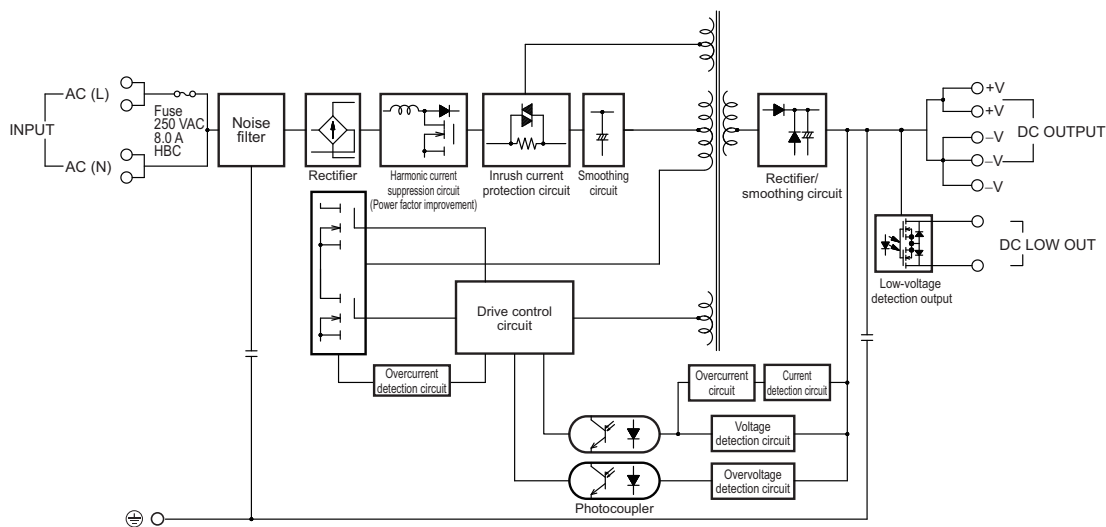 INPUT
AC (L)
AC (N)
Fuse
250 VAC
8.0 A
HBC
Noise
filter
Rectifier
Harmonic current
suppression circuit
(Power factor improvement)
Inrush current
protection circuit
Smoothing
circuit
Rectifier/
smoothing circuit
+V
+V
−V
−V
−V
DC OUTPUT
DC LOW OUT
Low-voltage
detection output
Drive control
circuit
Overcurrent
detection circuit
Overcurrent
circuit
Current
detection circuit
Voltage
detection circuit
Overvoltage
detection circuit
Photocoupler